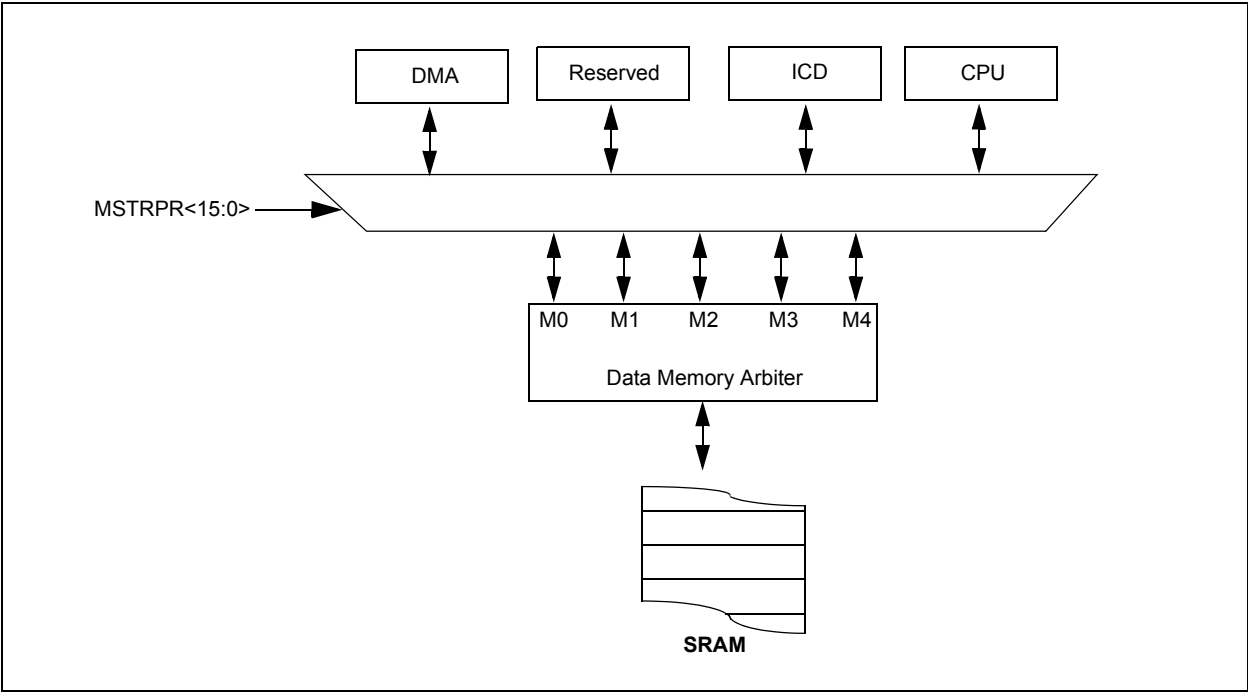 DMA
Reserved
ICD
CPU
MSTRPR<15:0>
M0
M1
M2
M3
M4
Data Memory Arbiter
SRAM